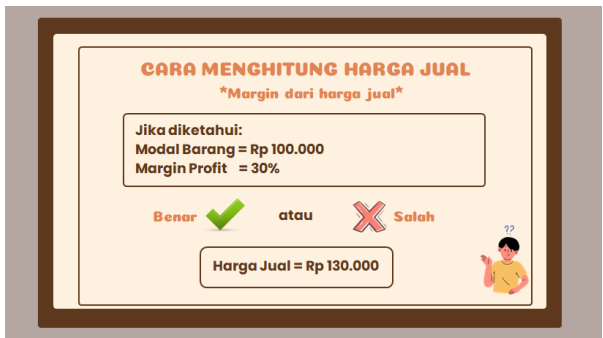 CARA MENGHITUNG HARGA JUAL
*Margin dari harga jual*
Jika diketahui:
Modal Barang = Rp 100.000
Margin Profit = 30%
Benar atau Salah
??
Harga Jual = Rp 130.000